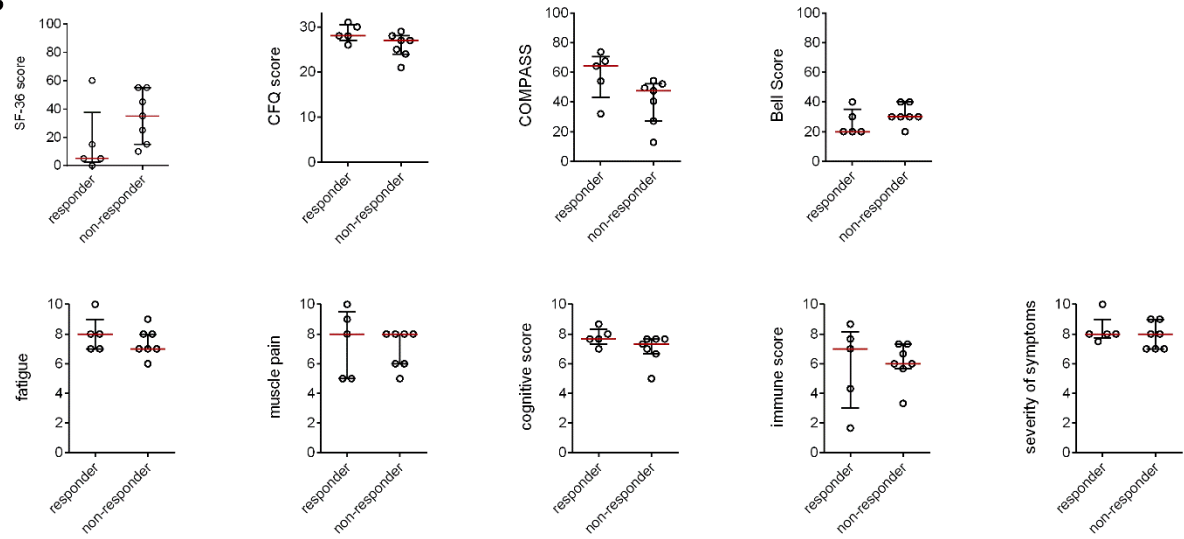 SF-36 score
100
80
60
40
20
0
responder
non-responder
CFQ score
30
20
10
0
responder
non-responder
COMPASS
100
80
60
40
20
0
responder
non-responder
Bell Score
100
80
60
40
20
0
responder
non-responder
fatigue
10
8
6
4
2
0
responder
non-responder
muscle pain
10
8
6
4
2
0
responder
non-responder
cognitive score
10
8
6
4
2
0
responder
non-responder
immune score
10
8
6
4
2
0
responder
non-responder
severity of symptoms
10
8
6
4
2
0
responder
non-responder